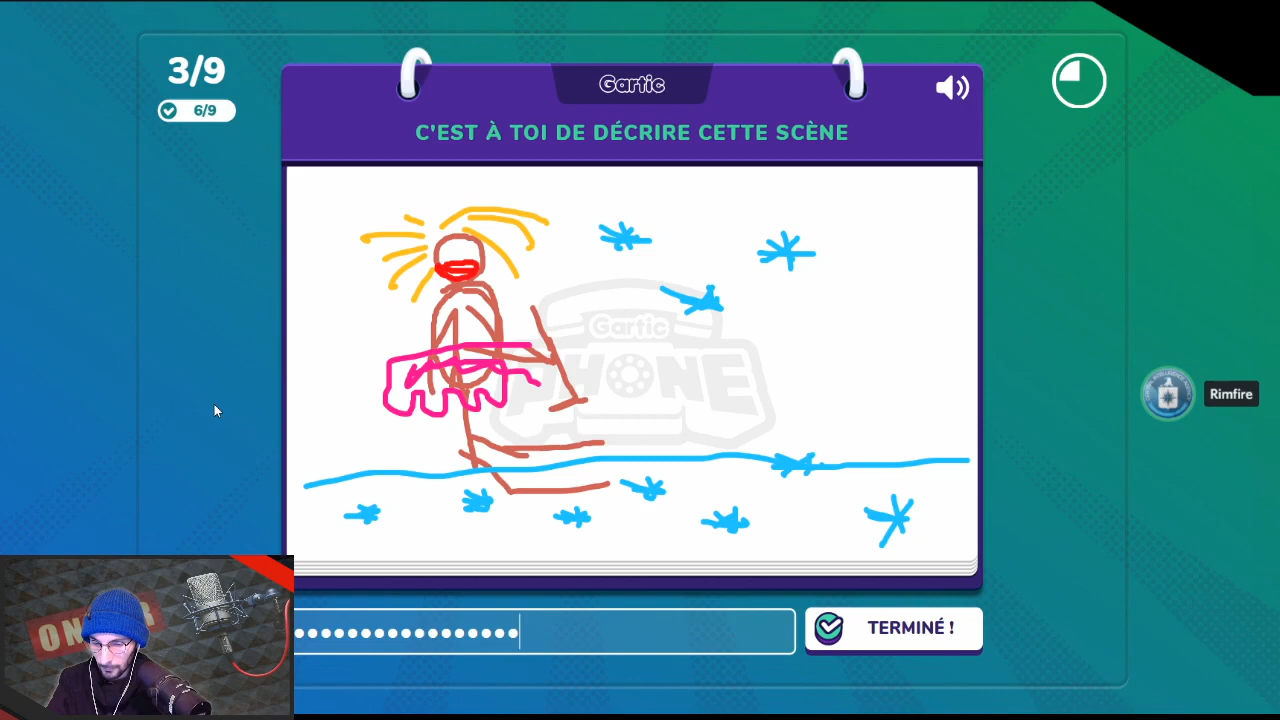 3/9
6/9
Gartic
C'EST À TOI DE DÉCRIRE CETTE SCÈNE
Gartic
PHONE
Rimfire
TERMINÉ !